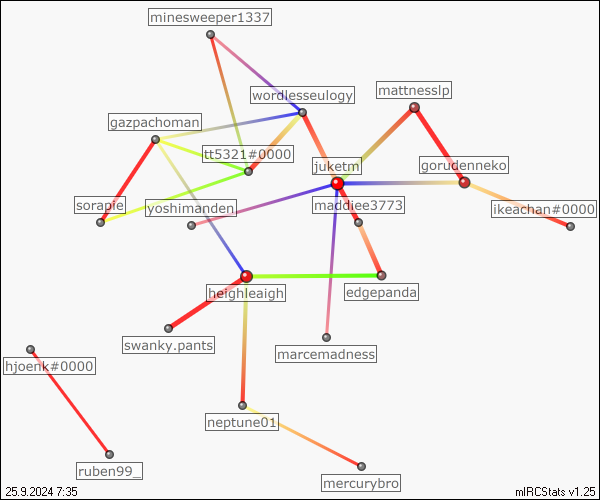 minesweeper1337
mattnesslp
wordlesseulogy
gazpachoman
tt5321#0000
juketm
gorudenneko
sorapie
yoshimanden
maddiee3773
ikeachan#0000
heighleaigh
edgepanda
swanky.pants
marcemadness
hjoenk#0000
neptune01
ruben99_
mercurybro
25.9.2024 7:35
mIRCStats v1.25